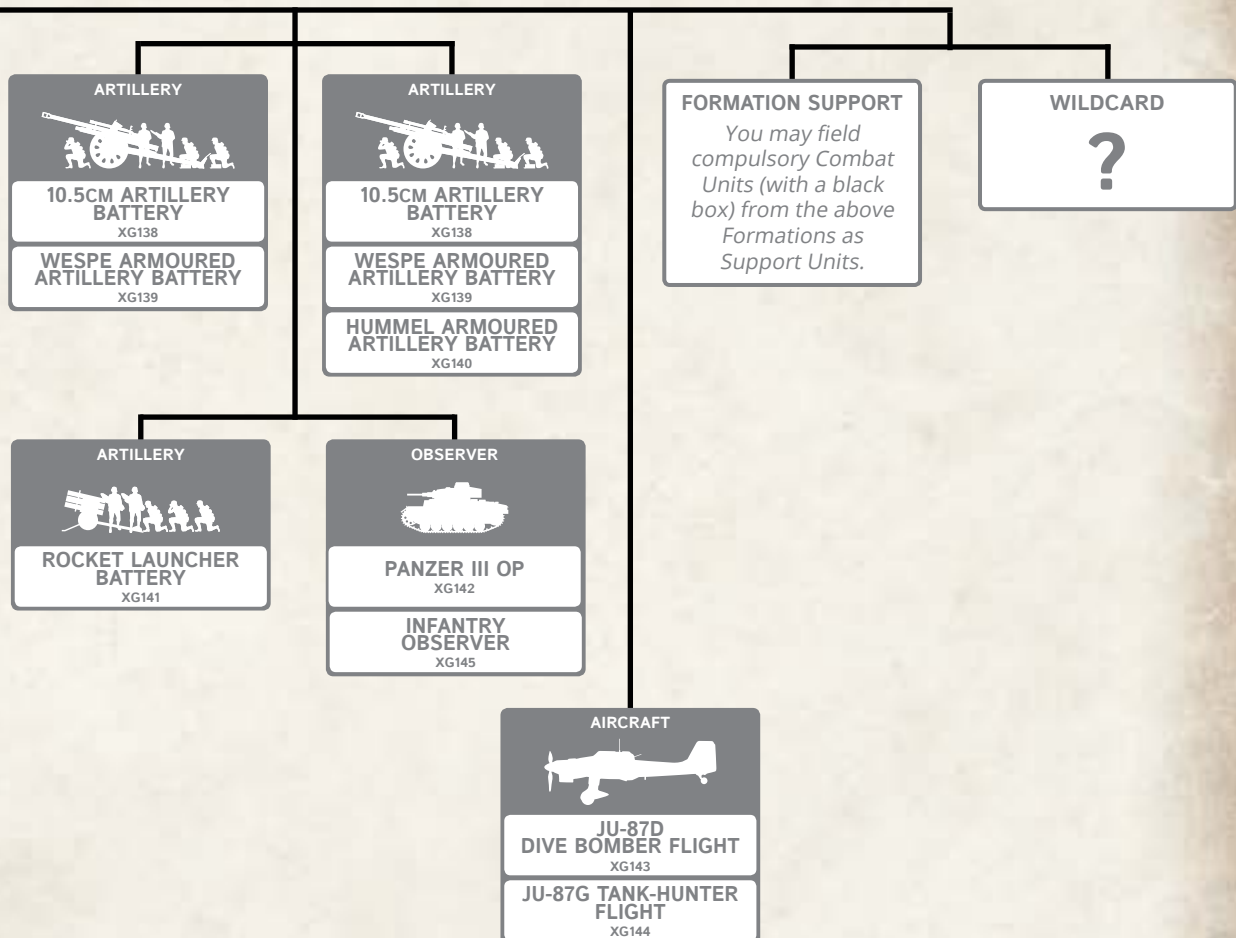 ARTILLERY
10.5CM ARTILLERY
BATTERY
XG138
WESPE ARMOURED
ARTILLERY BATTERY
XG139
ARTILLERY
10.5CM ARTILLERY
BATTERY
XG138
WESPE ARMOURED
ARTILLERY BATTERY
XG139
HUMMEL ARMOURED
ARTILLERY BATTERY
XG140
FORMATION SUPPORT
You may field
compulsory Combat
Units (with a black
box) from the above
Formations as
Support Units.
WILDCARD
?
ARTILLERY
ROCKET LAUNCHER
BATTERY
XG141
OBSERVER
PANZER III OP
XG142
INFANTRY
OBSERVER
XG145
AIRCRAFT
JU-87D
DIVE BOMBER FLIGHT
XG143
JU-87G TANK-HUNTER
FLIGHT
XG144